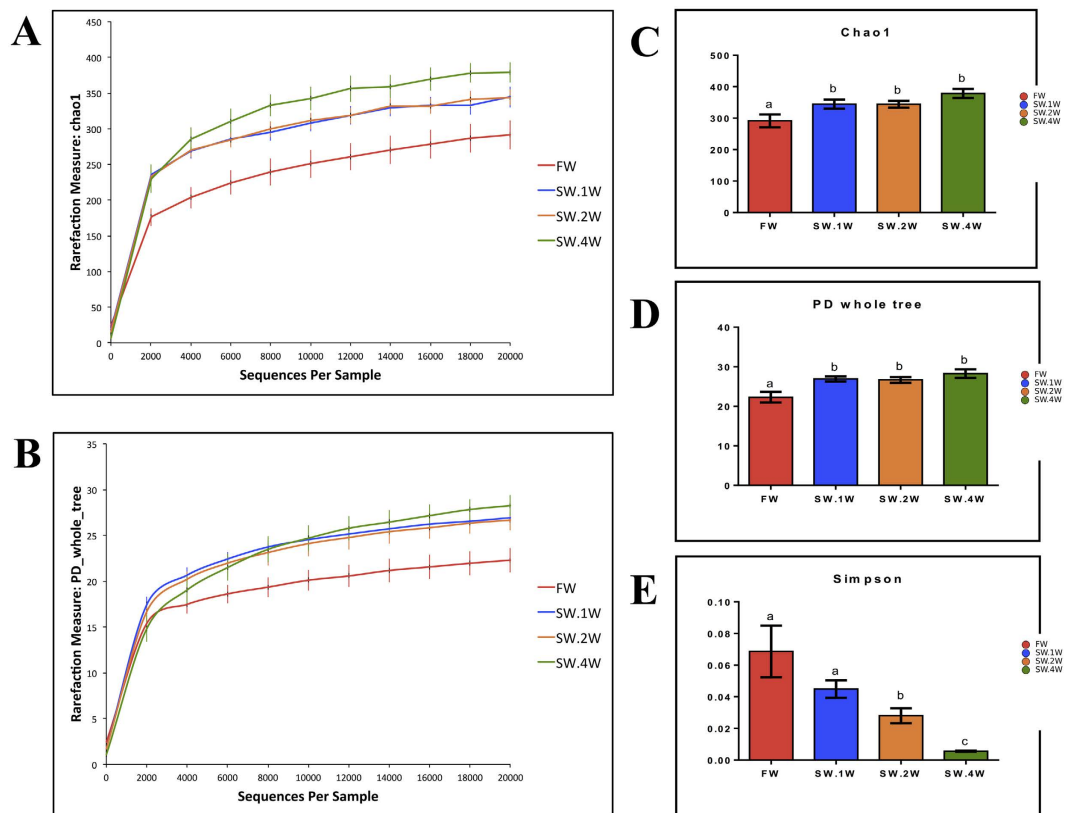 A
450
400
350
300
250
200
150
100
50
0
Rarefaction Measure: chao1
0 2000 4000 6000 8000 10000 12000 14000 16000 18000 20000
Sequences Per Sample
FW
SW.1W
SW.2W
SW.4W
B
35
30
25
20
15
10
5
0
Rarefaction Measure: PD_whole_tree
0 2000 4000 6000 8000 10000 12000 14000 16000 18000 20000
Sequences Per Sample
FW
SW.1W
SW.2W
SW.4W
C
Chao1
500
400
300
200
100
0
a b b b
FW SW.1W SW.2W SW.4W
FW
SW.1W
SW.2W
SW.4W
D
PD whole tree
40
30
20
10
0
a b b b
FW SW.1W SW.2W SW.4W
FW
SW.1W
SW.2W
SW.4W
E
Simpson
0.10
0.08
0.06
0.04
0.02
0.00
a a b c
FW SW.1W SW.2W SW.4W
FW
SW.1W
SW.2W
SW.4W